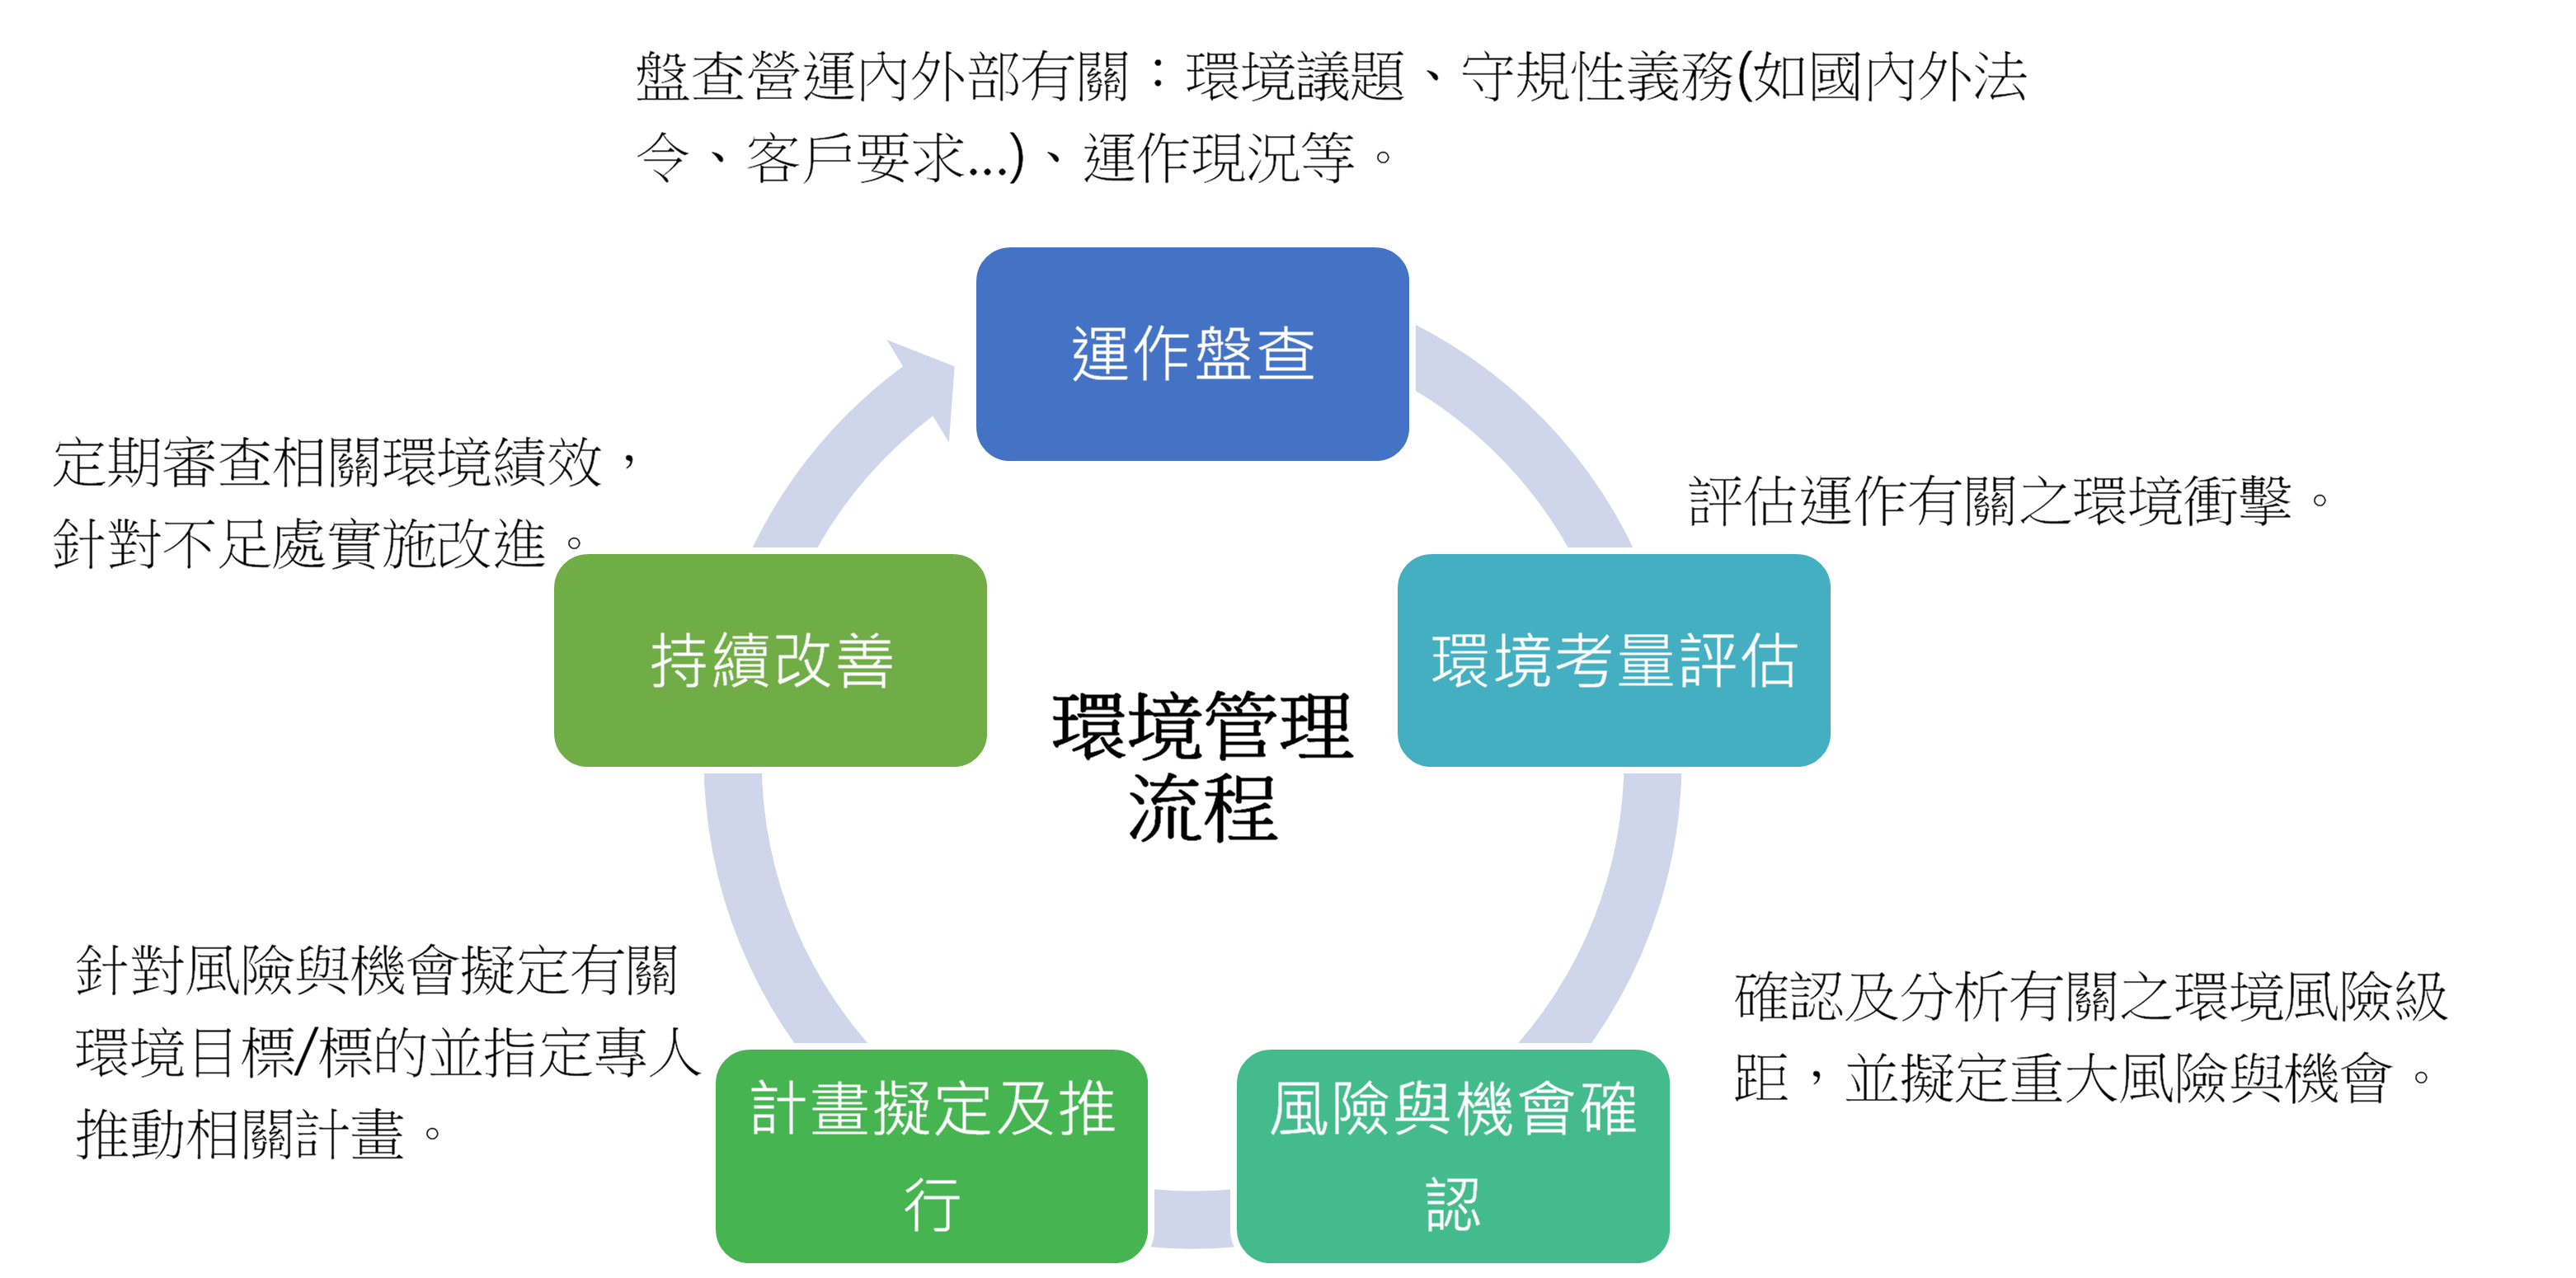 盤查營運內外部有關：環境議題、守規性義務(如國內外法
令、客戶要求...)、運作現況等。
運作盤查
評估運作有關之環境衝擊。
環境考量評估
確認及分析有關之環境風險級
距，並擬定重大風險與機會。
風險與機會確
認
針對風險與機會擬定有關
環境目標/標的並指定專人
推動相關計畫。
計畫擬定及推
行
定期審查相關環境績效，
針對不足處實施改進。
持續改善
環境管理
流程